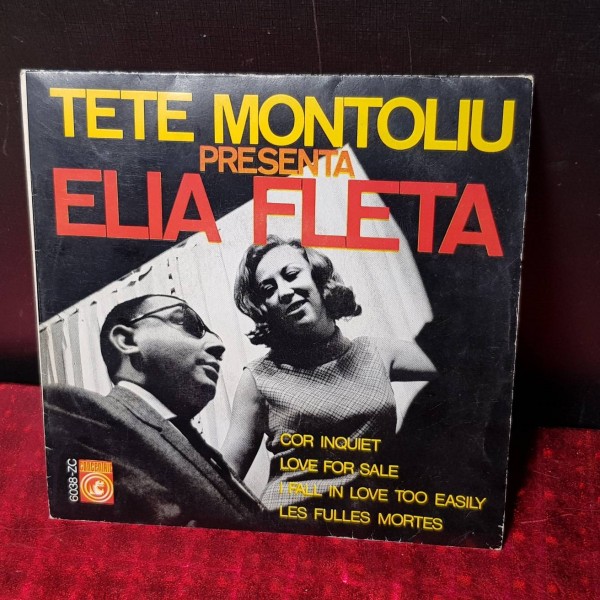 TETE MONTOLIU
PRESENTA
ELIA FLETA
COR INQUIET
LOVE FOR SALE
I FALL IN LOVE TOO EASILY
LES FULLES MORTES
6038-ZC
CONCENTRIC